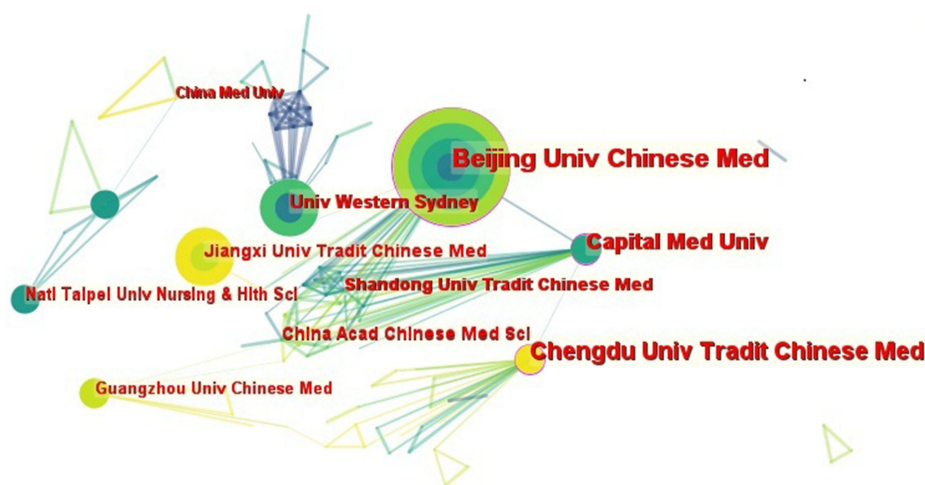 China Med Univ
Beijing Univ Chinese Med
Univ Western Sydney
Capital Med Univ
Jiangxi Univ Tradit Chinese Med
Shandong Univ Tradit Chinese Med
Natl Taipei Univ Nursing & Hlth Sci
China Acad Chinese Med Sci
Chengdu Univ Tradit Chinese Med
Guangzhou Univ Chinese Med